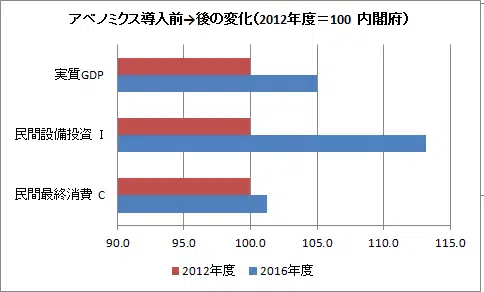 アベノミクス導入前→後の変化(2012年度=100 内閣府)
実質GDP
民間設備投資 I
民間最終消費 C
90.0 95.0 100.0 105.0 110.0 115.0
2012年度 2016年度